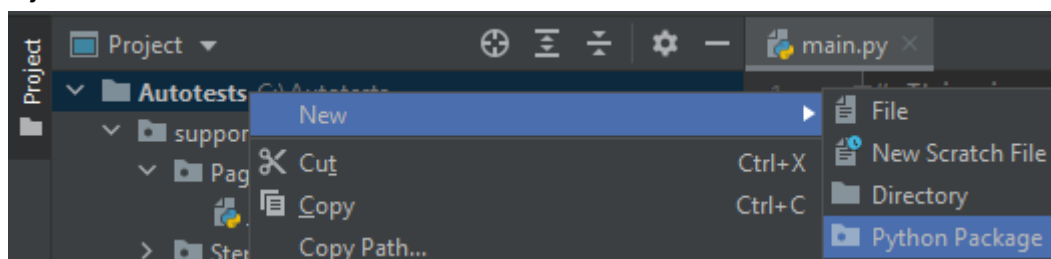 Project
Project
main.py
Autotests
New
File
Cut Ctrl+X
New Scratch File
Copy Ctrl+C
Directory
Copy Path...
Python Package